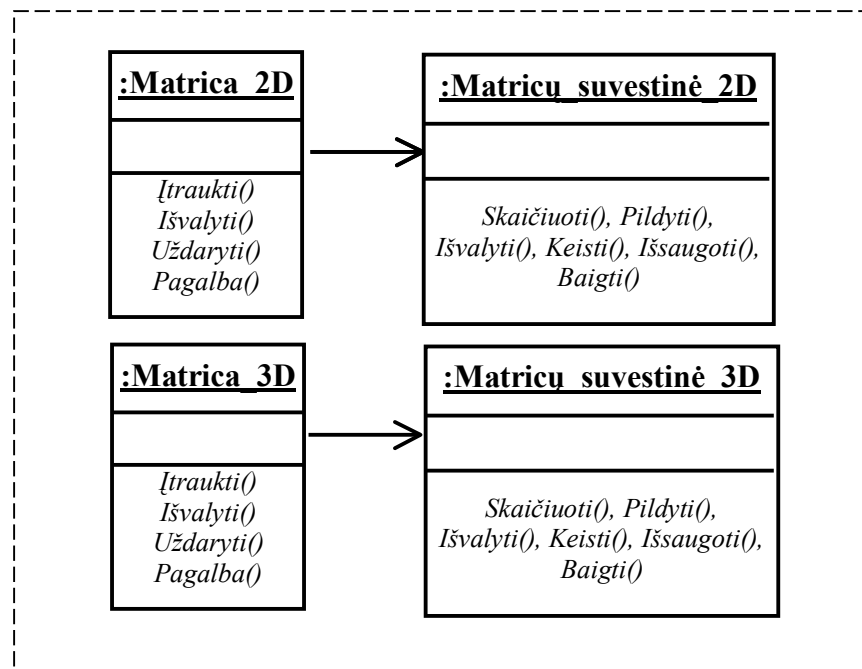 :Matrica_2D
Įtraukti()
Išvalyti()
Uždaryti()
Pagalba()
:Matricų_suvestinė_2D
Skaičiuoti(), Pildyti(),
Išvalyti(), Keisti(), Išsaugoti(),
Baigti()
:Matrica_3D
Įtraukti()
Išvalyti()
Uždaryti()
Pagalba()
:Matricų_suvestinė_3D
Skaičiuoti(), Pildyti(),
Išvalyti(), Keisti(), Išsaugoti(),
Baigti()